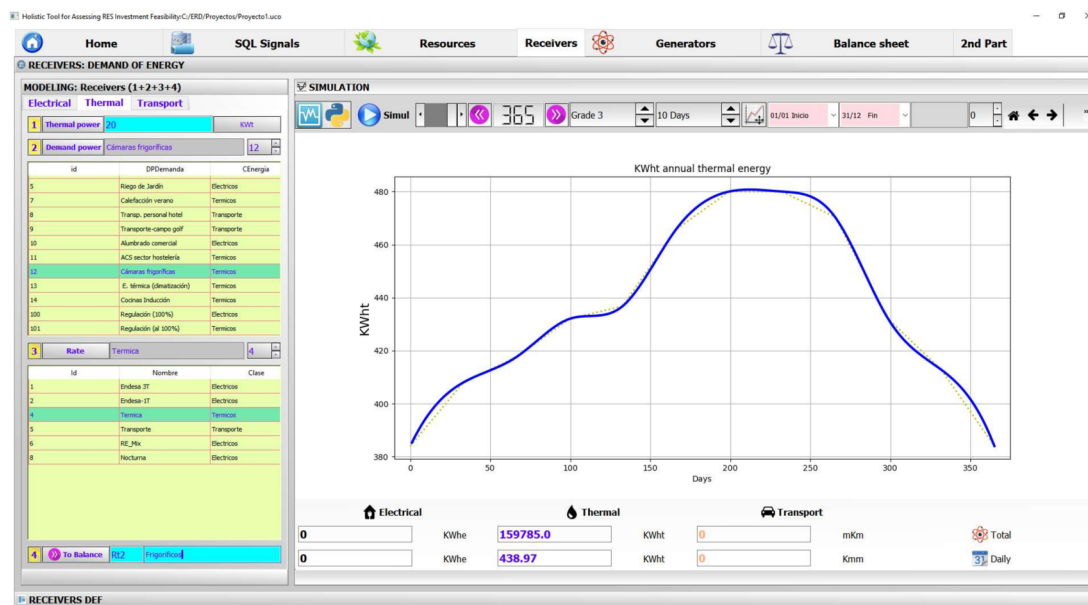 Holistic Tool for Assessing RES Investment Feasibility:C:/ERD/Proyectos/Proyecto1.uco
Home SQL Signals Resources Receivers Generators Balance sheet 2nd Part
RECEIVERS: DEMAND OF ENERGY
MODELING: Receivers (1+2+3+4)
Electrical Thermal Transport
1 Thermal power 20 KWt
2 Demand power Cámaras frigoríficas 12
id DPDemanda CEnergia
5 Riego de Jardín Electricos
7 Calefacción verano Termicos
8 Transp. personal hotel Transporte
9 Transporte-campo golf Transporte
10 Alumbrado comercial Electricos
11 ACS sector hostelería Termicos
12 Cámaras frigoríficas Termicos
13 E. térmica (climatización) Termicos
14 Cocinas Inducción Termicos
100 Regulación (100%) Electricos
101 Regulación (al 100%) Termicos
3 Rate Termica 4
Id Nombre Clase
1 Endesa 3T Electricos
2 Endesa-1T Electricos
4 Termica Termicos
5 Transporte Transporte
6 RE_Mix Electricos
8 Nocturna Electricos
4 To Balance Rt2 Frigoríficos
SIMULATION
Simul 365 Grade 3 10 Days 01/01 Inicio 31/12 Fin 0
KWht annual thermal energy
480
460
440
420
400
380
KWht
0 50 100 150 200 250 300 350
Days
Electrical Thermal Transport
0 KWhe 159785.0 KWht 0 mKm Total
0 KWhe 438.97 KWht 0 Kmm 31 Daily
RECEIVERS DEF